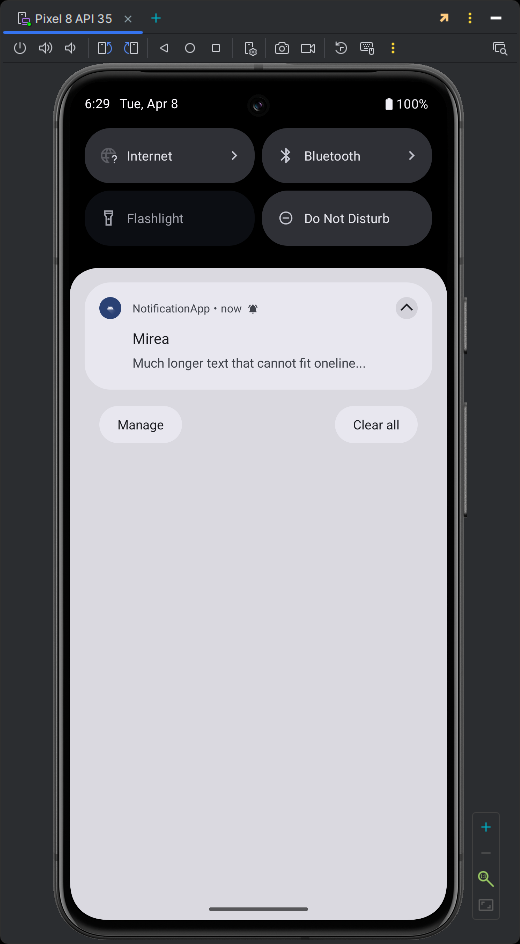 Pixel 8 API 35
6:29 Tue, Apr 8 100%
Internet
Bluetooth
Flashlight
Do Not Disturb
NotificationApp • now
Mirea
Much longer text that cannot fit oneline...
Manage
Clear all